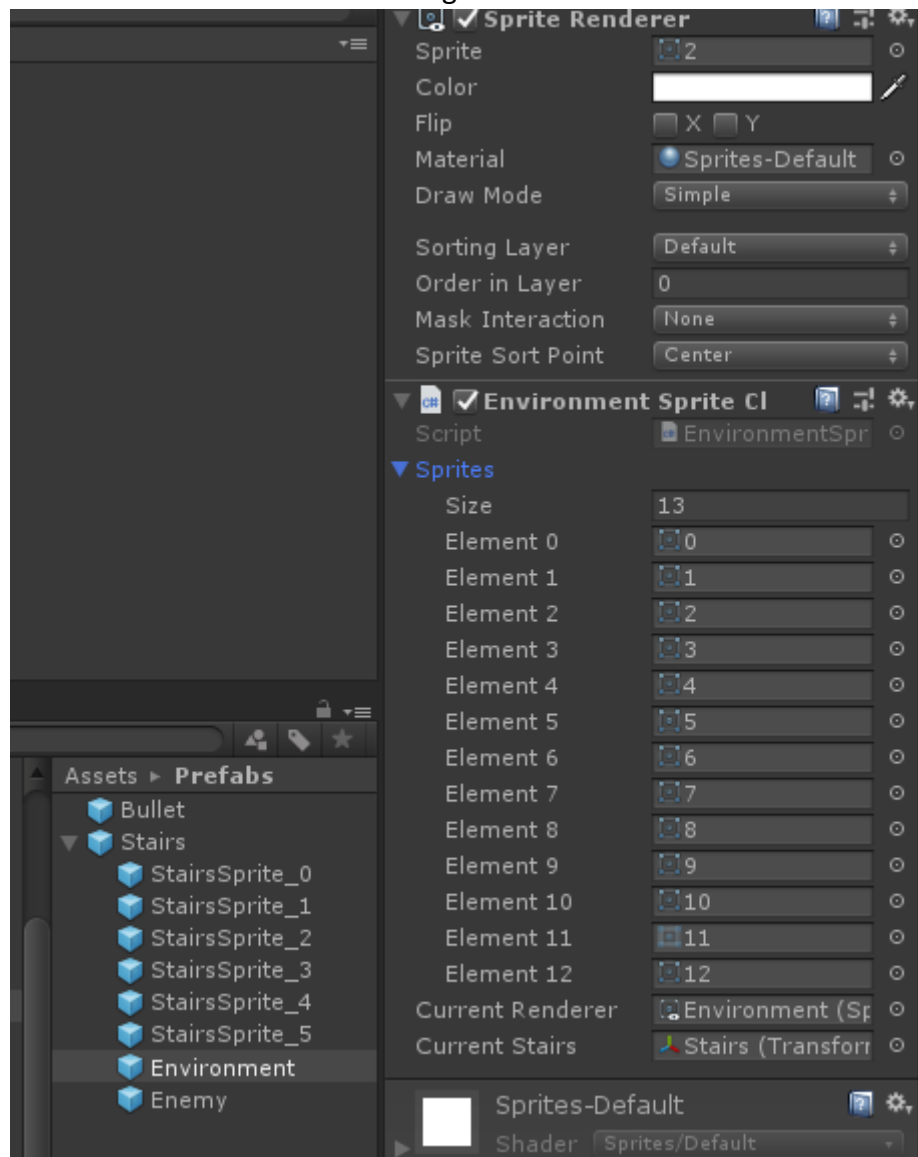 Sprite Renderer
Sprite 2
Color
Flip X Y
Material Sprites-Default
Draw Mode Simple
Sorting Layer Default
Order in Layer 0
Mask Interaction None
Sprite Sort Point Center
Environment Sprite Cl
Script EnvironmentSpr
Sprites
Size 13
Element 0 0
Element 1 1
Element 2 2
Element 3 3
Element 4 4
Element 5 5
Element 6 6
Element 7 7
Element 8 8
Element 9 9
Element 10 10
Element 11 11
Element 12 12
Current Renderer Environment (Sp
Current Stairs Stairs (Transforr
Sprites-Default
Shader Sprites/Default
Assets ▸ Prefabs
Bullet
Stairs
StairsSprite_0
StairsSprite_1
StairsSprite_2
StairsSprite_3
StairsSprite_4
StairsSprite_5
Environment
Enemy